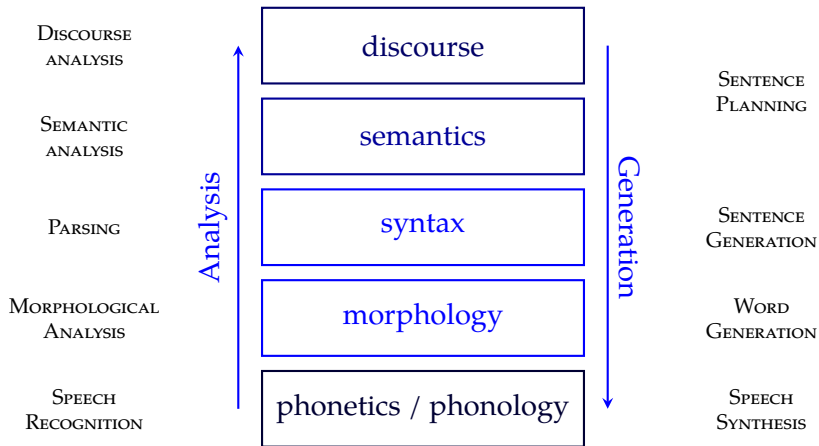 DISCOURSE
ANALYSIS
discourse
SENTENCE
PLANNING
SEMANTIC
ANALYSIS
semantics
Analysis
Generation
PARSING
syntax
SENTENCE
GENERATION
MORPHOLOGICAL
ANALYSIS
morphology
WORD
GENERATION
SPEECH
RECOGNITION
phonetics / phonology
SPEECH
SYNTHESIS